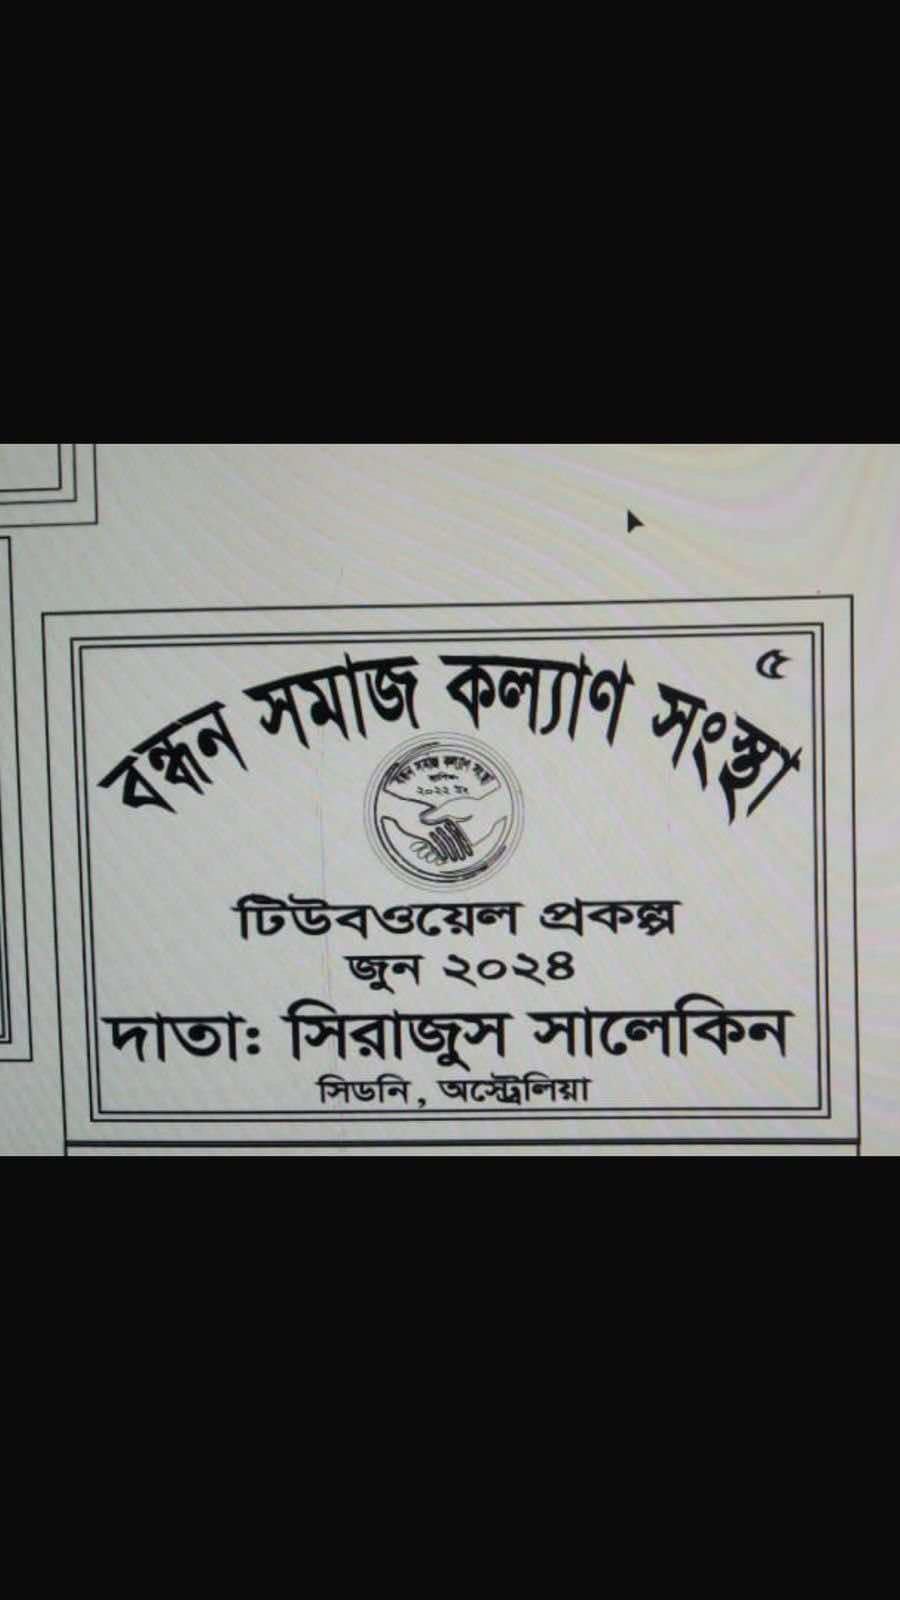 ৫
বন্ধন সমাজ কল্যাণ সংস্থা
বন্ধন সমাজ কল্যাণ সংস্থা
২০২২ ইং
টিউবওয়েল প্রকল্প
জুন ২০২৪
দাতা: সিরাজুস সালেকিন
সিডনি, অস্ট্রেলিয়া